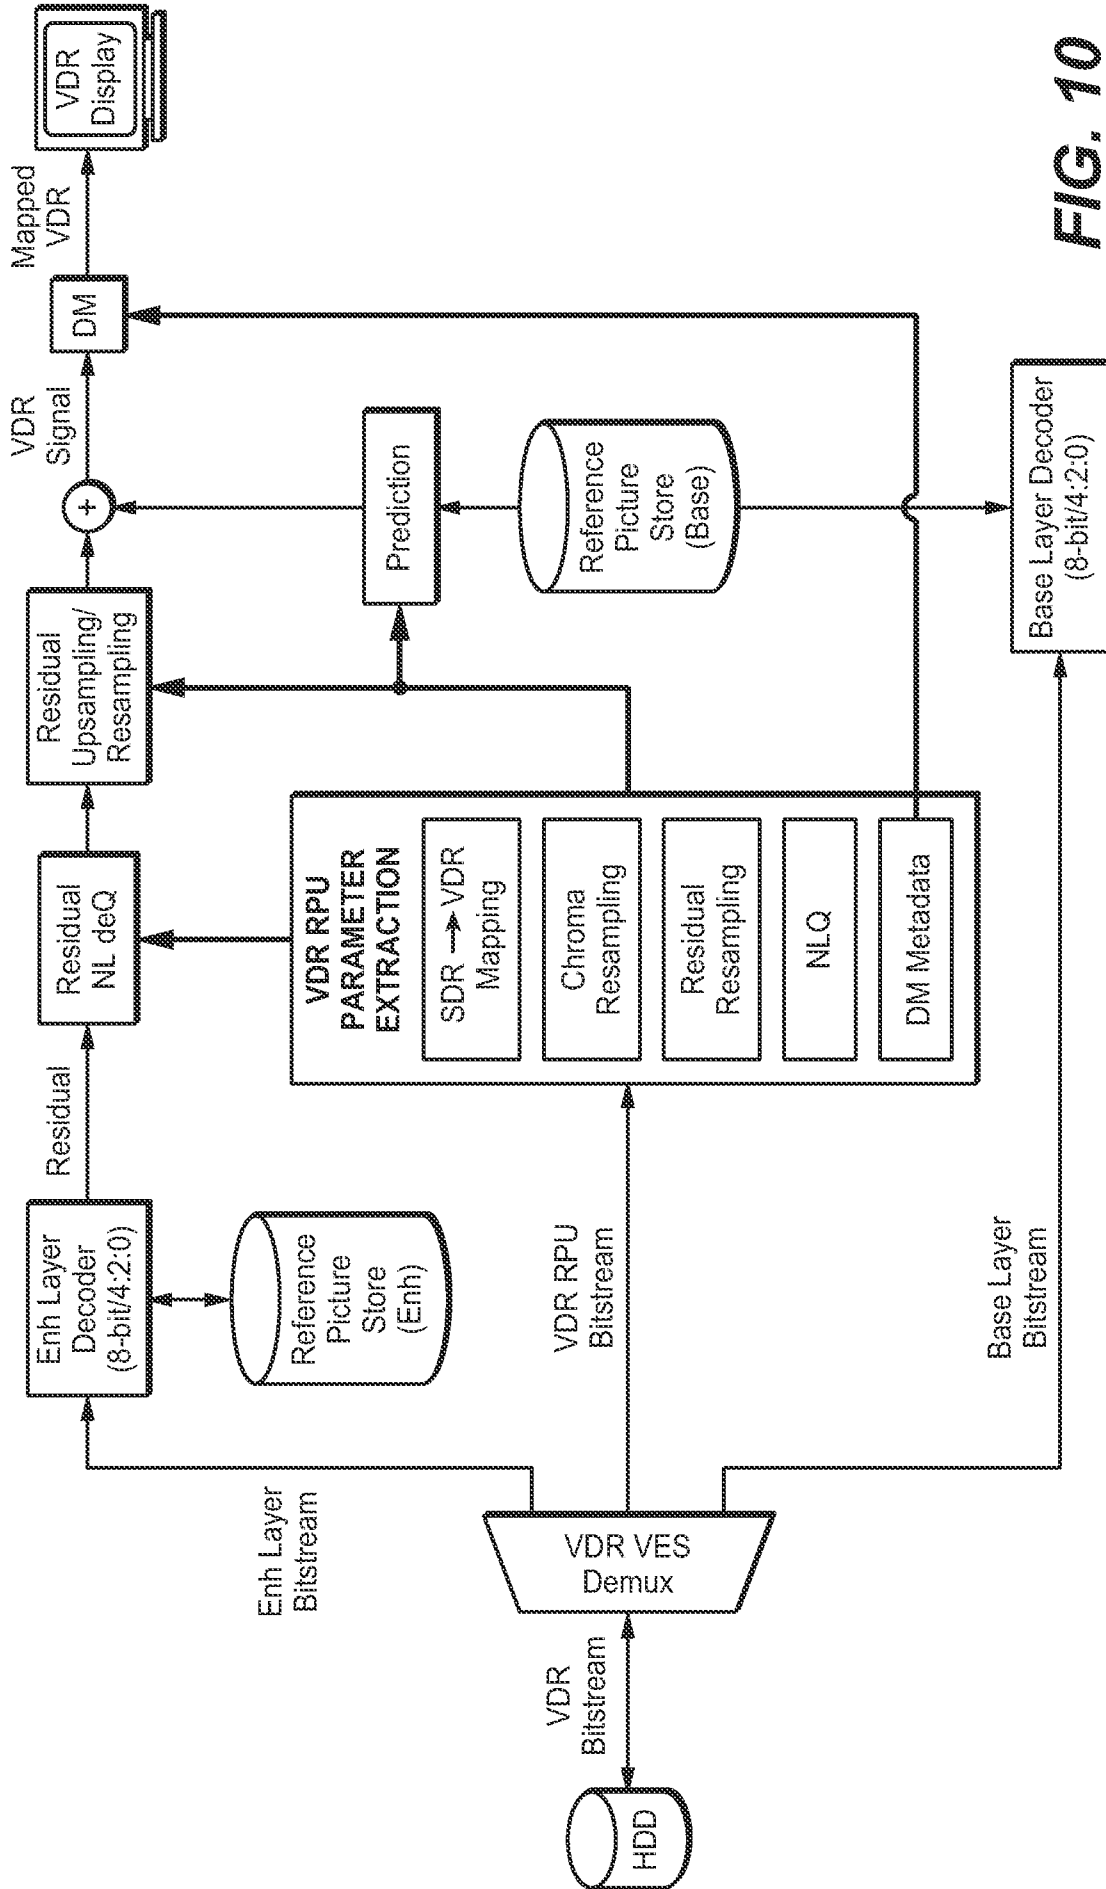 HDD
VDR
Bitstream
VDR VES
Demux
Enh Layer
Bitstream
VDR RPU
Bitstream
Base Layer
Bitstream
Enh Layer
Decoder
(8-bit/4:2:0)
Reference
Picture
Store
(Enh)
Residual
Residual
NL deQ
VDR RPU
PARAMETER
EXTRACTION
SDR → VDR
Mapping
Chroma
Resampling
Residual
Resampling
NLQ
DM Metadata
Residual
Upsampling/
Resampling
+
Prediction
Reference
Picture
Store
(Base)
Base Layer Decoder
(8-bit/4:2:0)
VDR
Signal
DM
Mapped
VDR
VDR
Display
FIG. 10